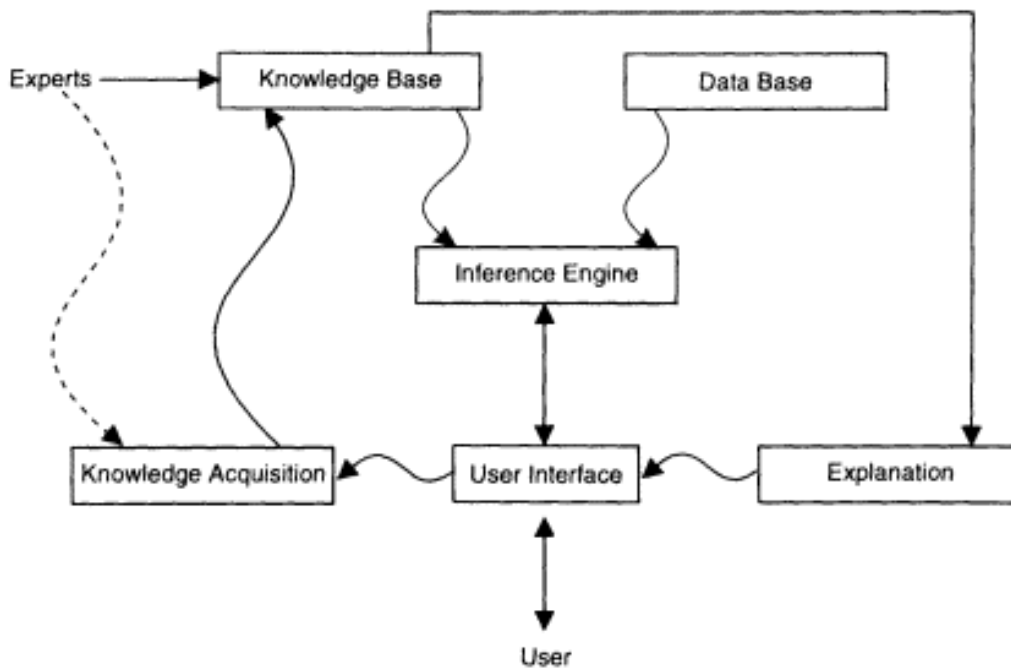 Experts
Knowledge Base
Data Base
Inference Engine
Knowledge Acquisition
User Interface
Explanation
User